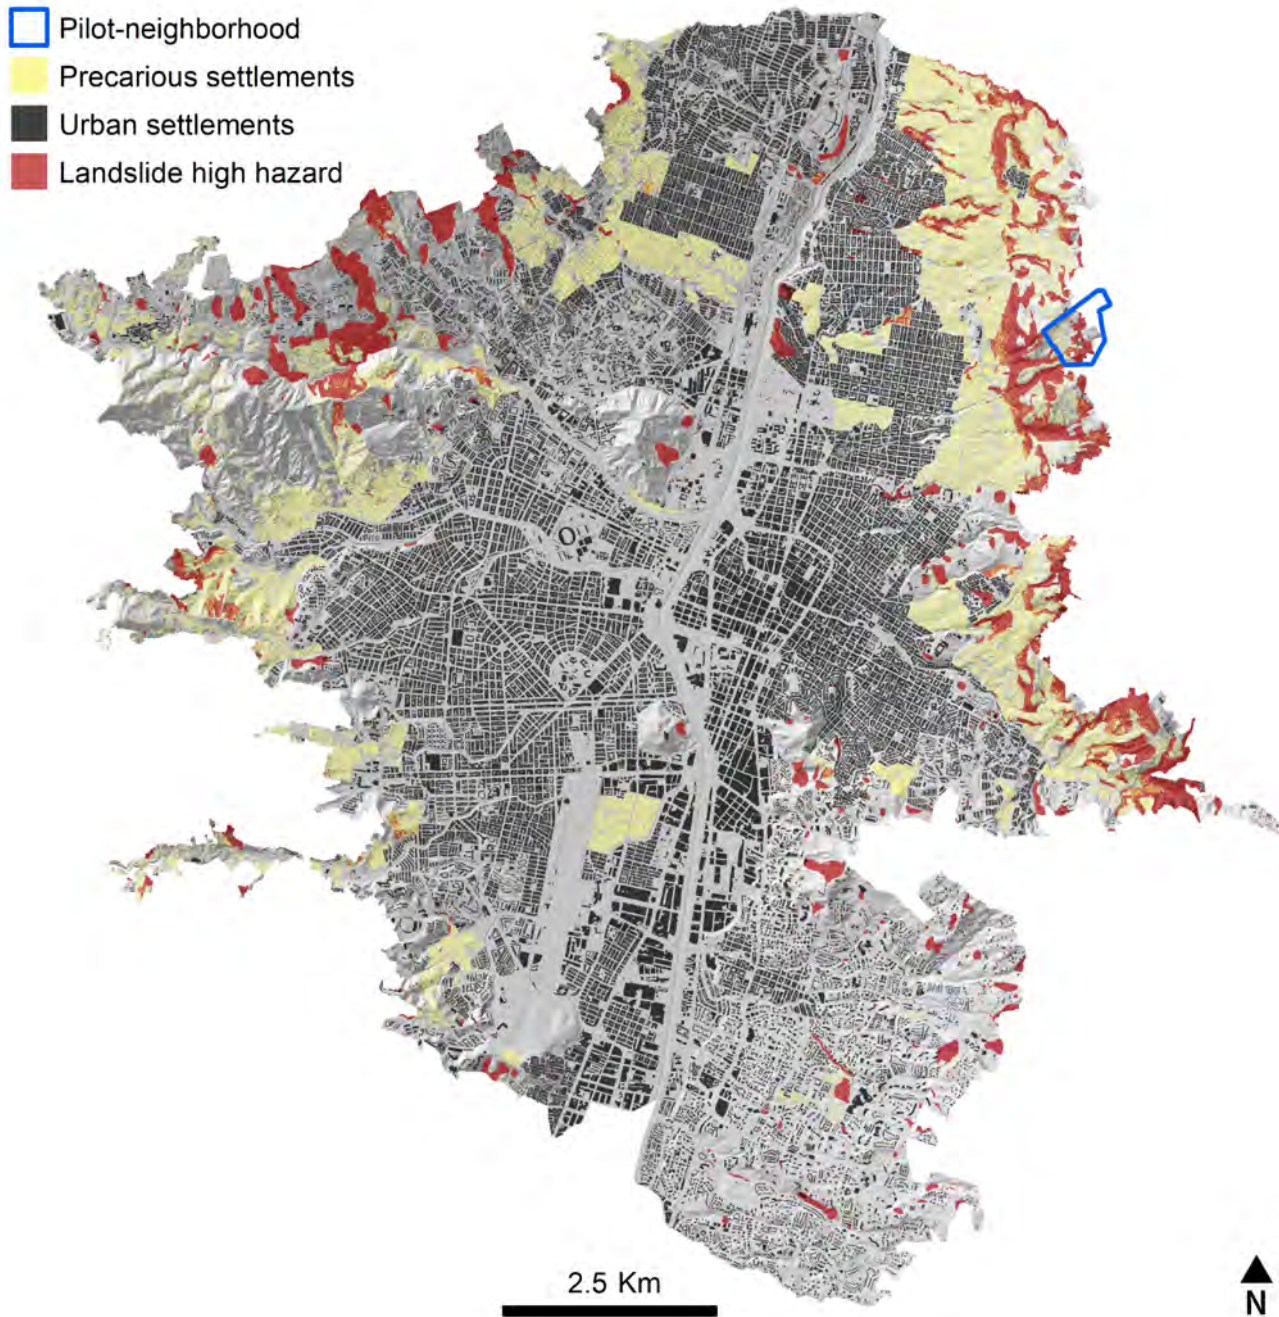 Pilot-neighborhood
Precarious settlements
Urban settlements
Landslide high hazard
2.5 Km
N